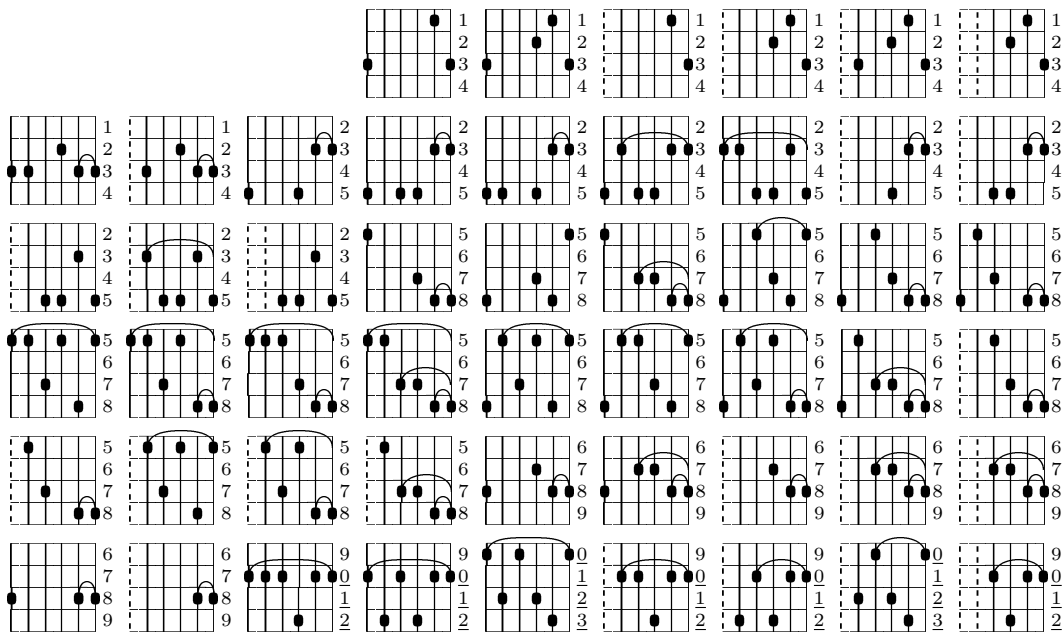 1 1 1 1 1 1
2 2 2 2 2 2
3 3 3 3 3 3
4 4 4 4 4 4
1 1 2 2 2 2 2 2 2
2 2 3 3 3 3 3 3 3
3 3 4 4 4 4 4 4 4
4 4 5 5 5 5 5 5 5
2 2 2 5 5 5 5 5 5
3 3 3 6 6 6 6 6 6
4 4 4 7 7 7 7 7 7
5 5 5 8 8 8 8 8 8
5 5 5 5 5 5 5 5 5
6 6 6 6 6 6 6 6 6
7 7 7 7 7 7 7 7 7
8 8 8 8 8 8 8 8 8
5 5 5 5 6 6 6 6 6
6 6 6 6 7 7 7 7 7
7 7 7 7 8 8 8 8 8
8 8 8 8 9 9 9 9 9
6 6 9 9 0 9 9 0 9
7 7 0 0 1 0 0 1 0
8 8 1 1 2 1 1 2 1
9 9 2 2 3 2 2 3 2